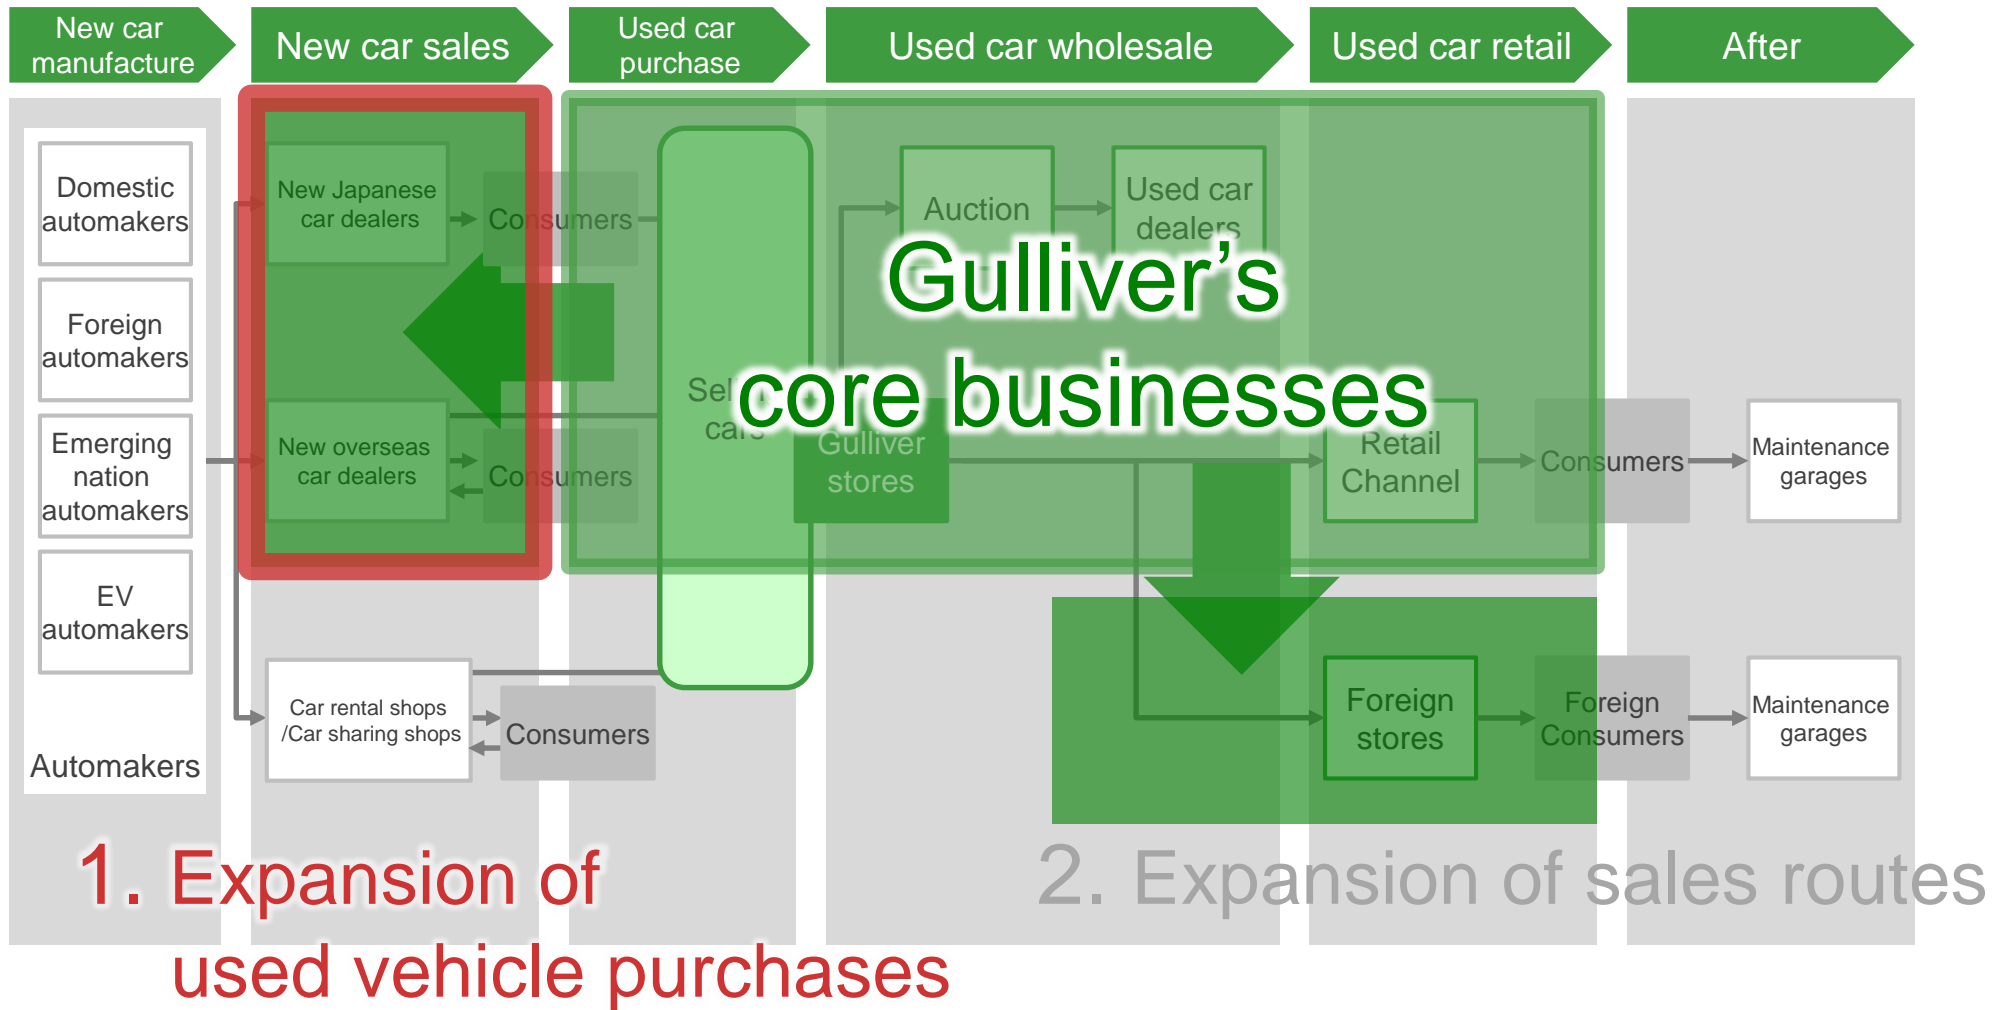 New car
manufacture
New car sales
Used car
purchase
Used car wholesale
Used car retail
After
Domestic
automakers
Foreign
automakers
Emerging
nation
automakers
EV
automakers
Automakers
New Japanese
car dealers
Consumers
New overseas
car dealers
Consumers
Car rental shops
/Car sharing shops
Consumers
cars
Gulliver
stores
Auction
Used car
dealers
Gulliver’s
core businesses
Retail
Channel
Consumers
Maintenance
garages
Foreign
stores
Foreign
Consumers
Maintenance
garages
1. Expansion of
used vehicle purchases
2. Expansion of sales routes